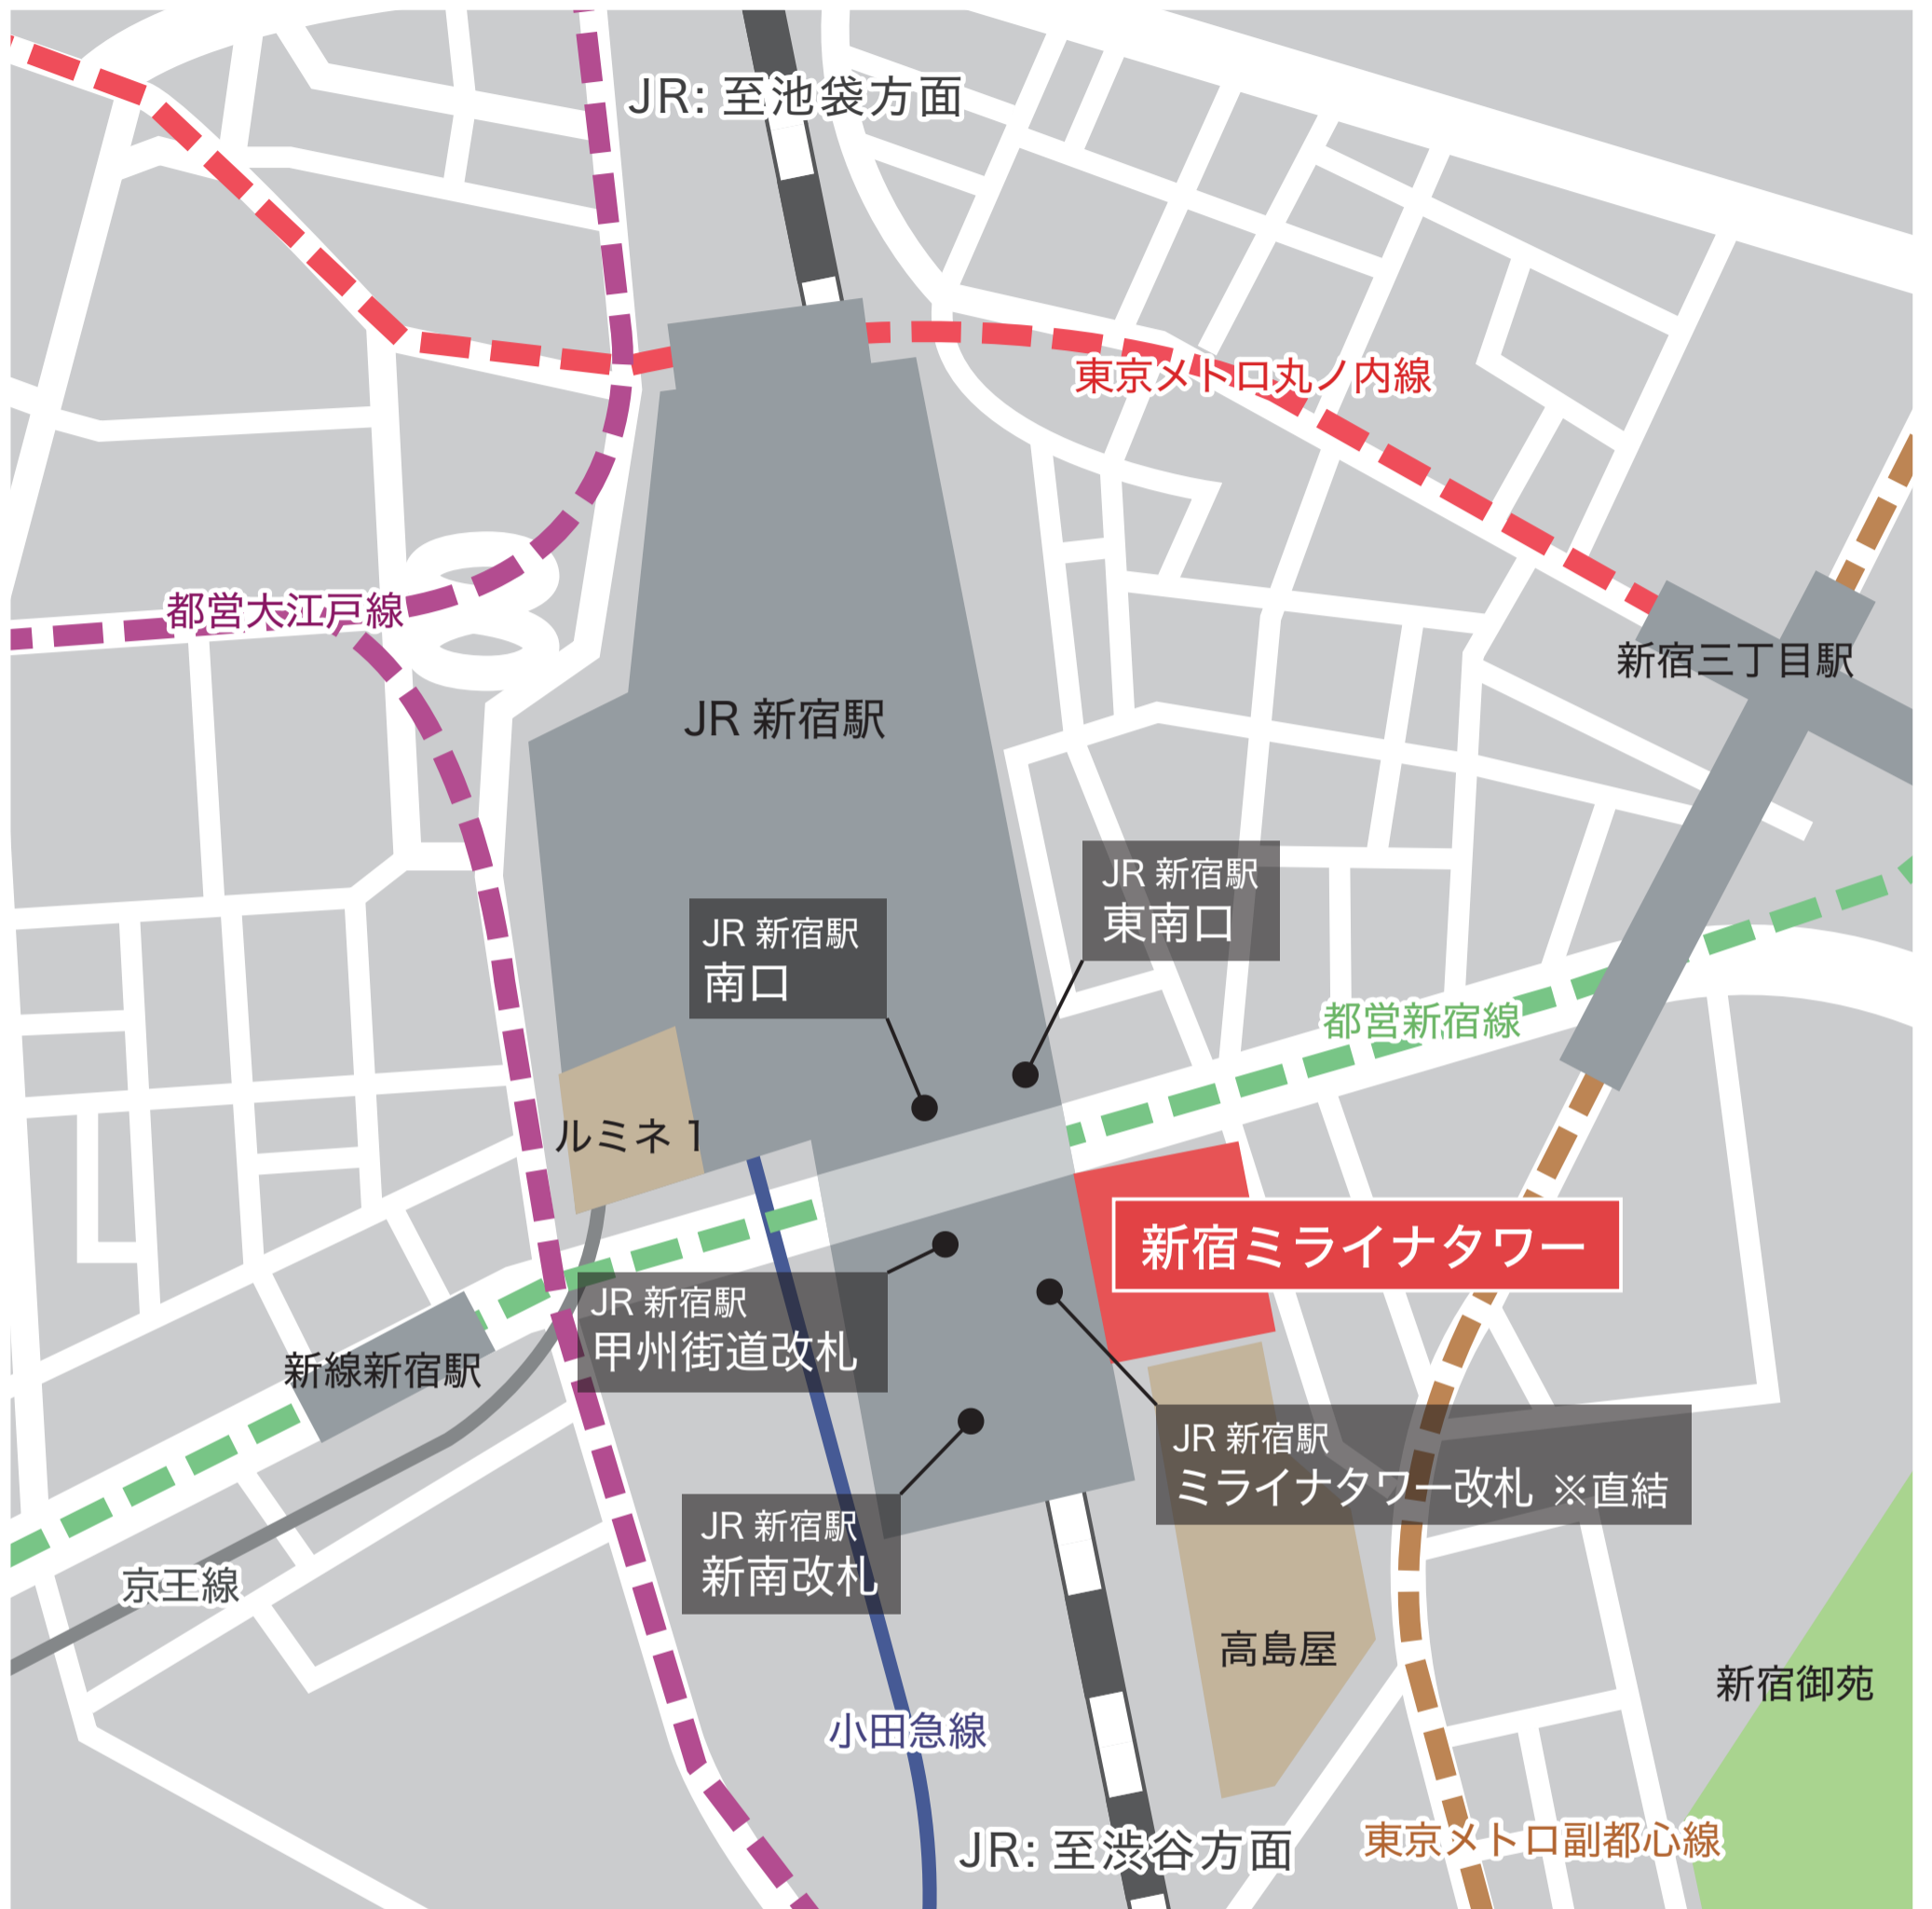 JR: 至池袋方面
東京メトロ丸ノ内線
都営大江戸線
新宿三丁目駅
JR 新宿駅
JR 新宿駅
東南口
JR 新宿駅
南口
都営新宿線
ルミネ 1
新宿ミライナタワー
JR 新宿駅
甲州街道改札
新線新宿駅
JR 新宿駅
ミライナタワー改札 ※直結
JR 新宿駅
新南改札
京王線
高島屋
新宿御苑
小田急線
東京メトロ副都心線
JR: 至渋谷方面